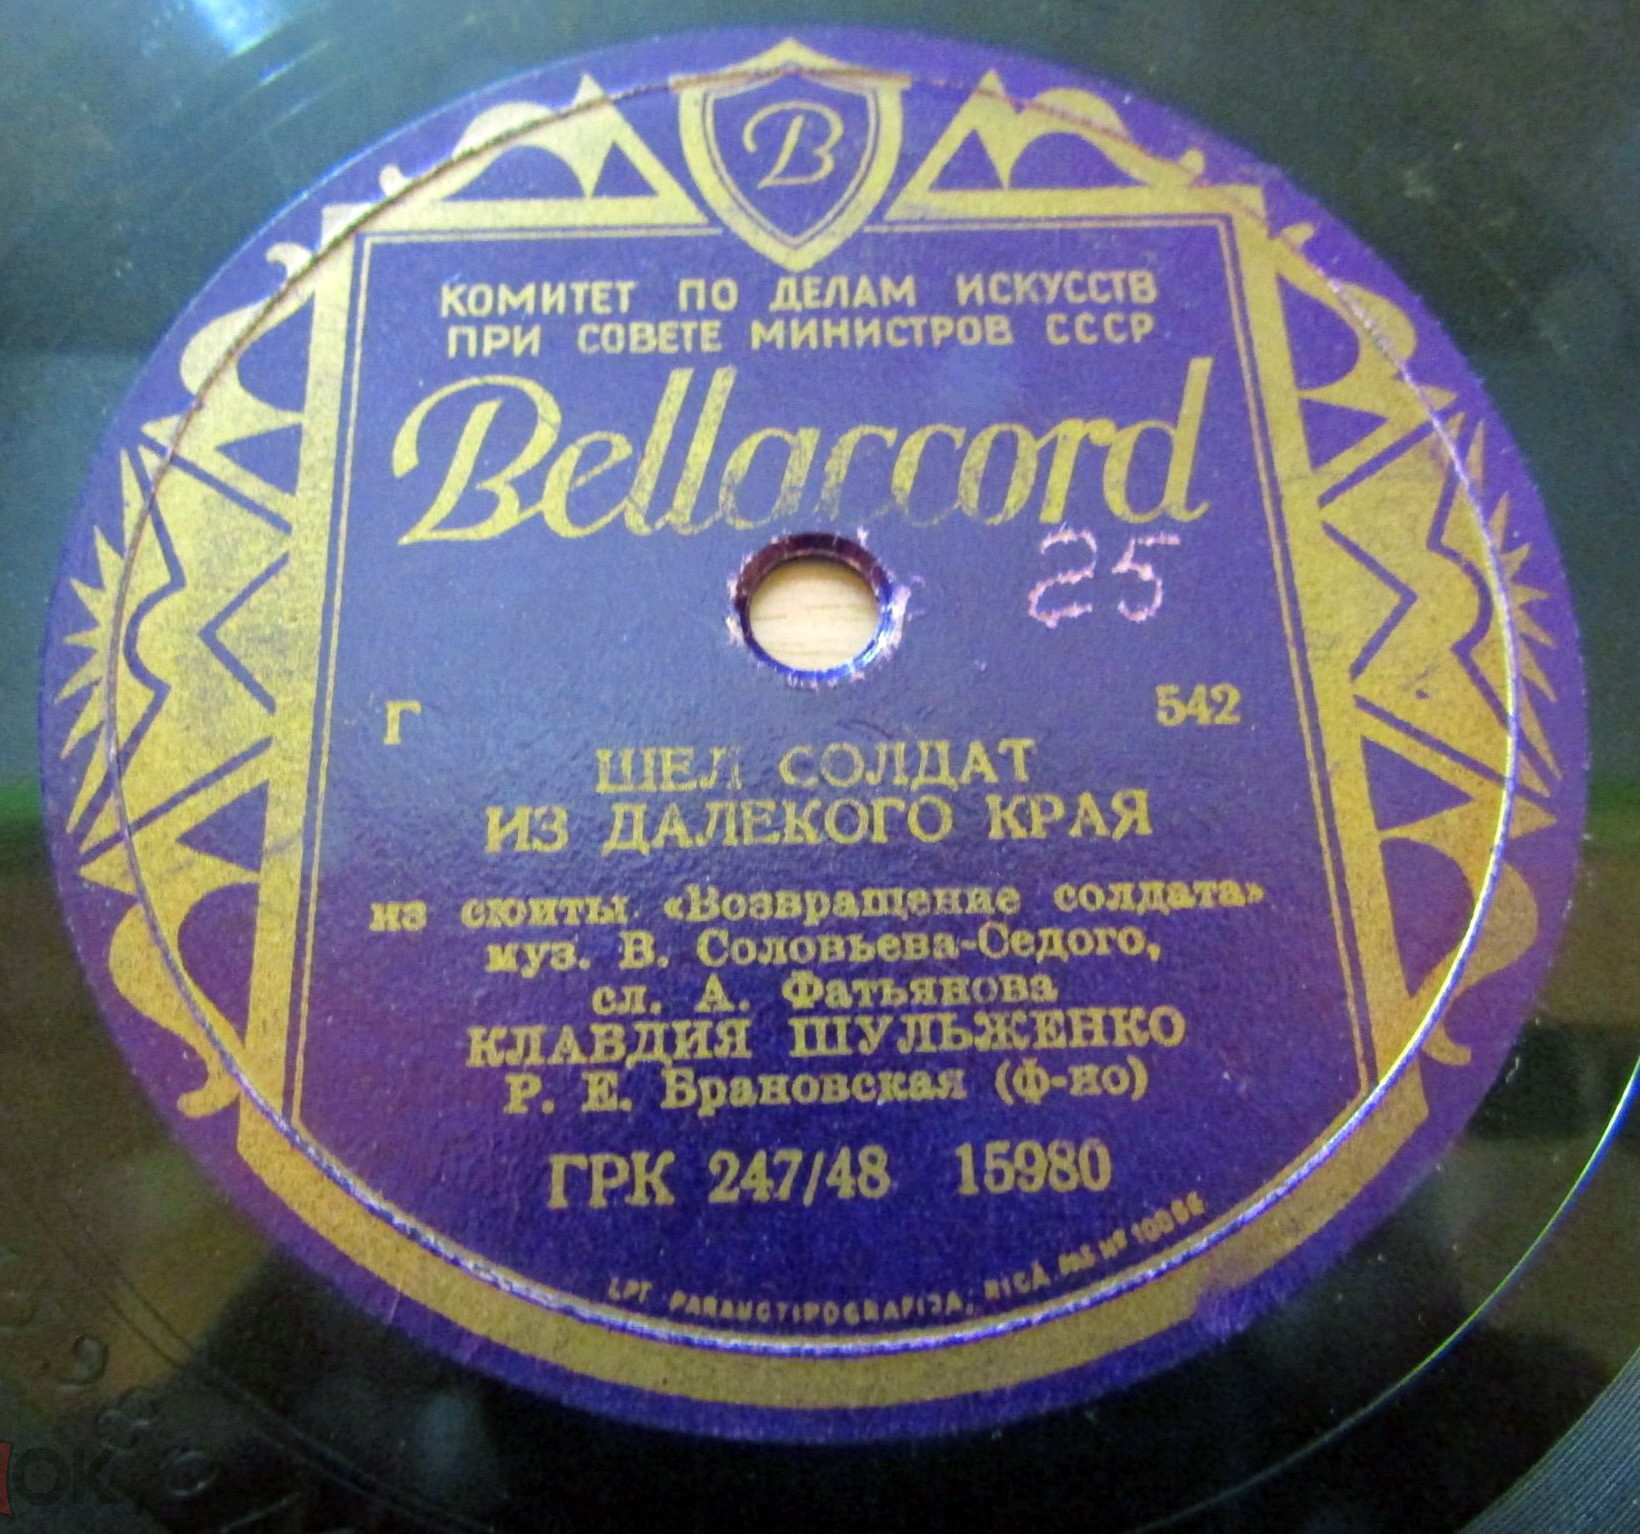 B
КОМИТЕТ ПО ДЕЛАМ ИСКУССТВ
ПРИ СОВЕТЕ МИНИСТРОВ СССР
Bellaccord
25
Г 542
ШЕЛ СОЛДАТ
ИЗ ДАЛЕКОГО КРАЯ
из сюиты «Возвращение солдата»
муз. В. Соловьева-Седого,
сл. А. Фатьянова
КЛАВДИЯ ШУЛЬЖЕНКО
Р. Е. Брановская (ф-но)
ГРК 247/48 15980
LPT PARAUGTIPOGRAFIJA, RIGĀ